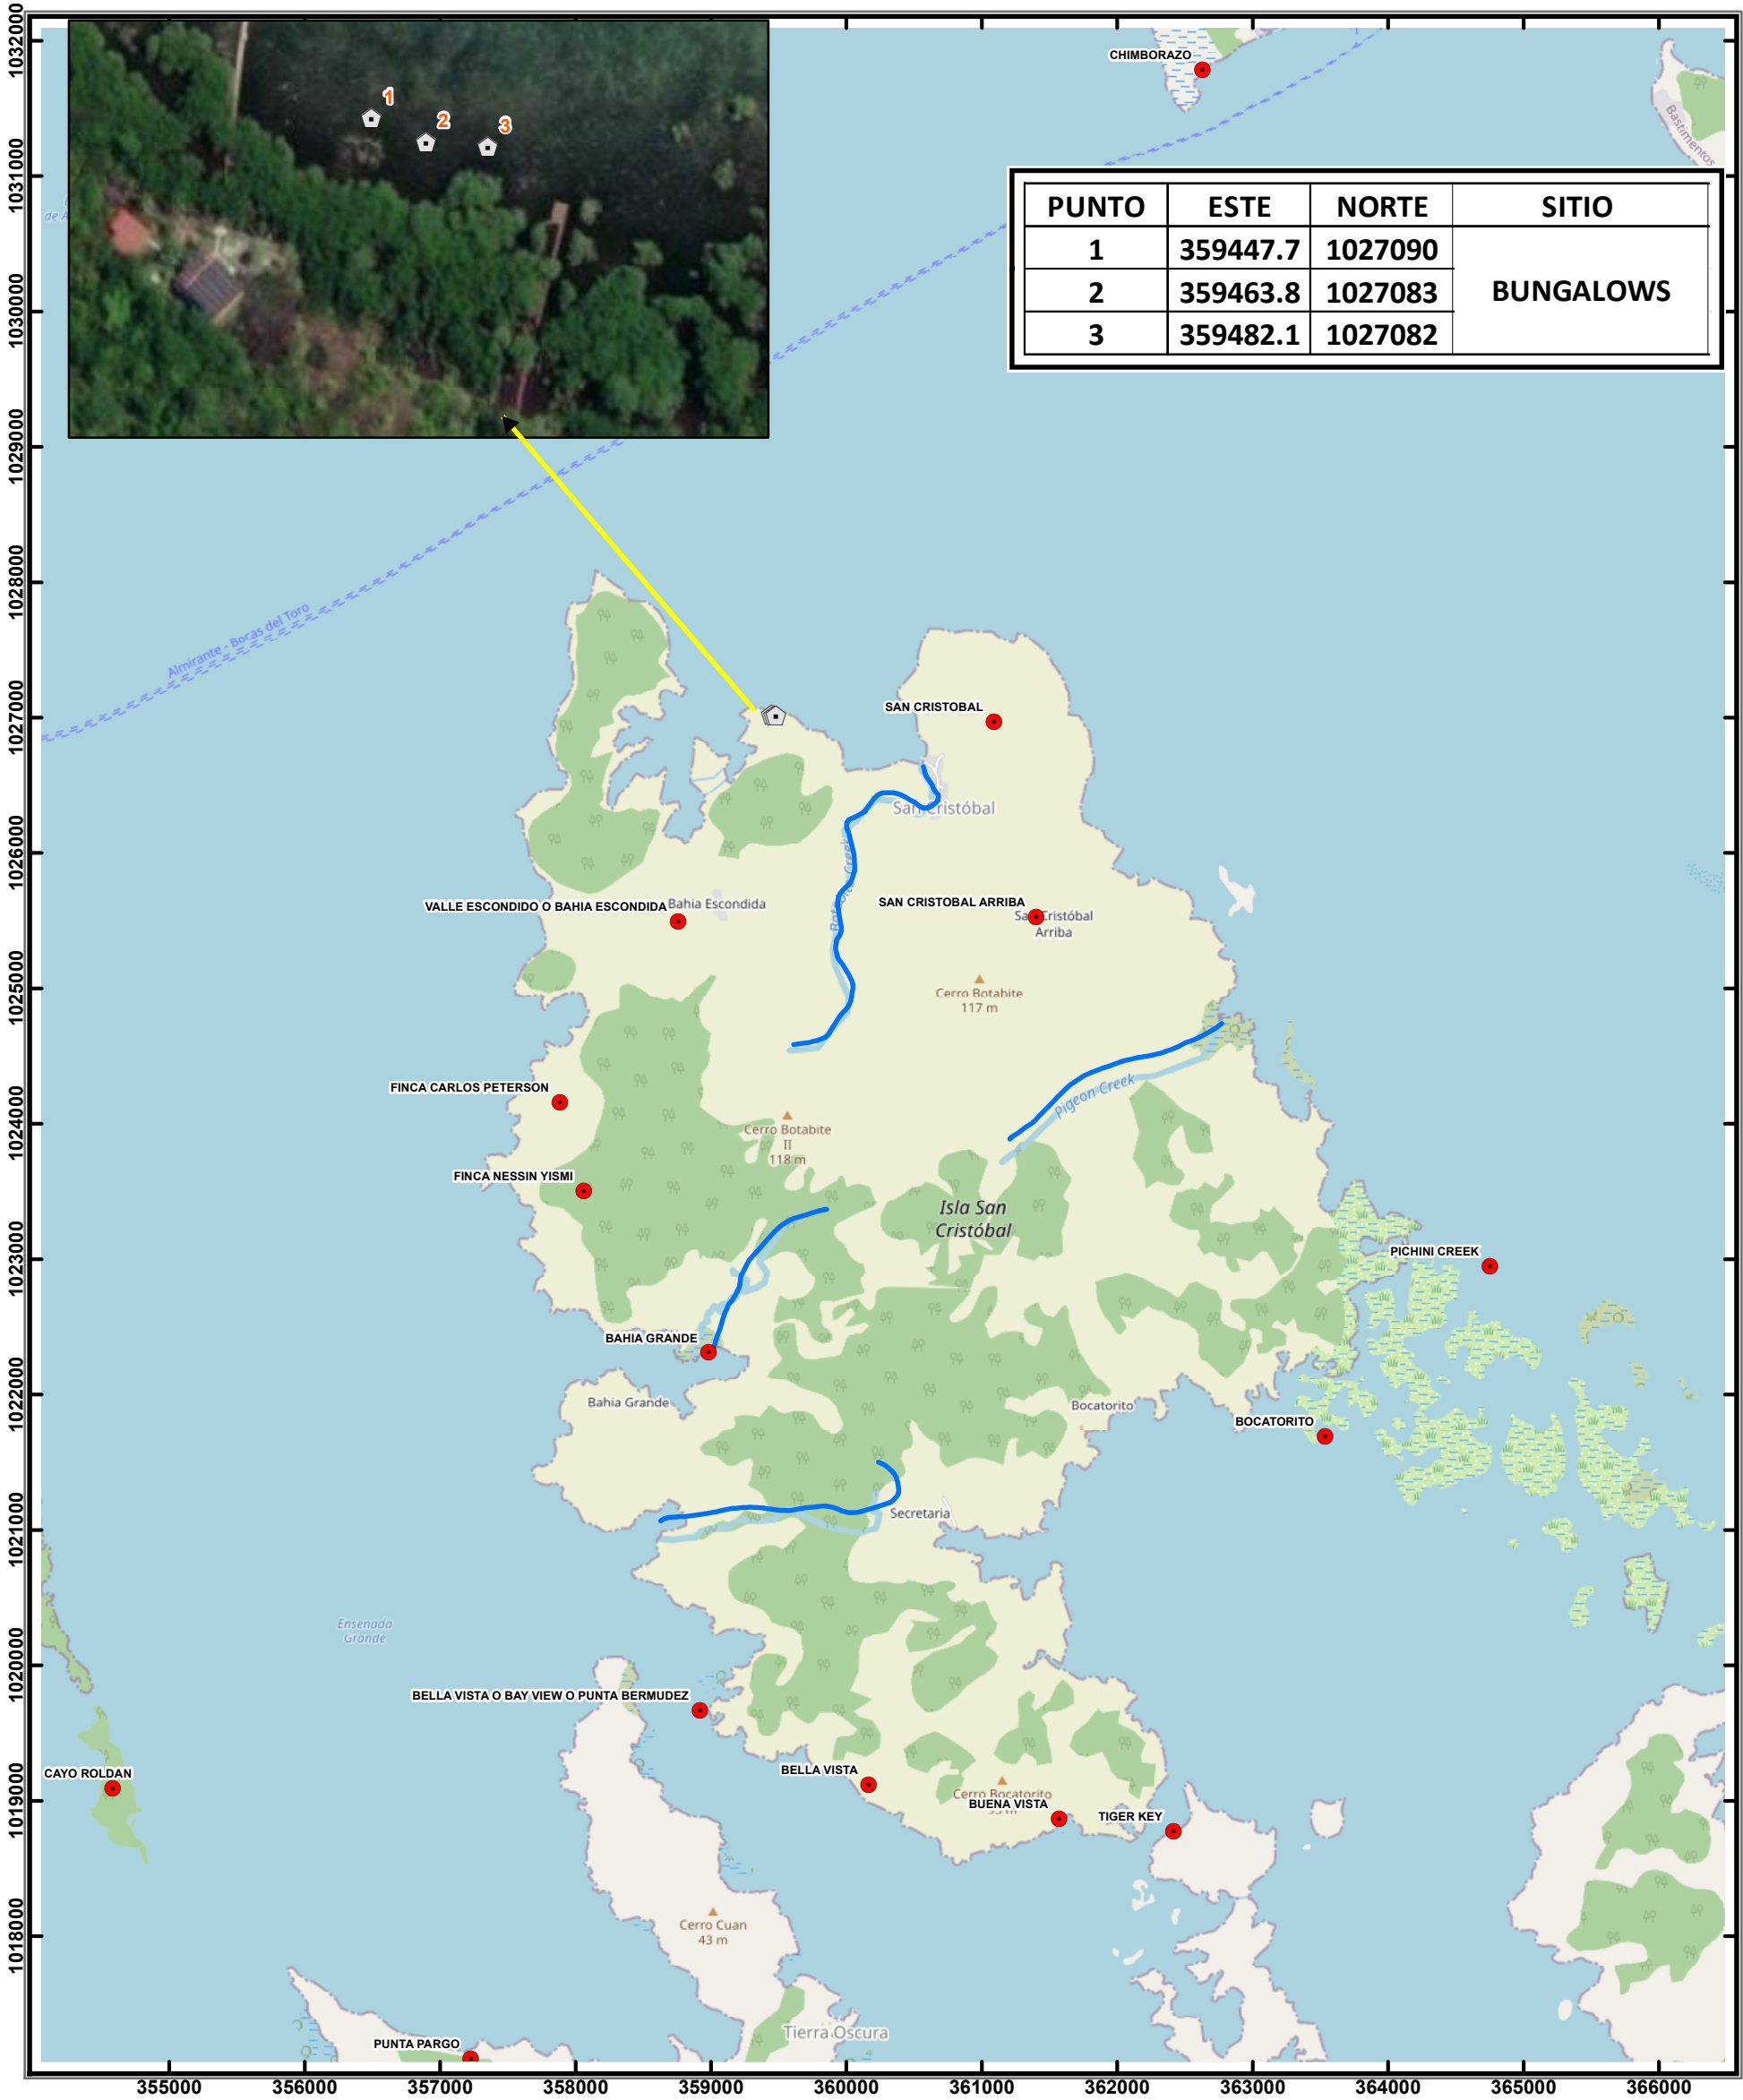 1032000
1031000
1030000
1029000
1028000
1027000
1026000
1025000
1024000
1023000
1022000
1021000
1020000
1019000
1018000
1
2
3
CHIMBORAZO
Bastimentos
de A
PUNTO ESTE NORTE SITIO
1 359447.7 1027090
2 359463.8 1027083 BUNGALOWS
3 359482.1 1027082
Almirante - Bocas del Toro
SAN CRISTOBAL
San Cristóbal
Botabite Creek
VALLE ESCONDIDO O BAHIA ESCONDIDA
Bahia Escondida
SAN CRISTOBAL ARRIBA
San Cristóbal
Arriba
Cerro Botabite
117 m
Pigeon Creek
FINCA CARLOS PETERSON
Cerro Botabite
II
118 m
FINCA NESSIN YISMI
Isla San
Cristóbal
PICHINI CREEK
BAHIA GRANDE
Bahia Grande
Bocatorito
BOCATORITO
Secretaria
Ensenada
Grande
BELLA VISTA O BAY VIEW O PUNTA BERMUDEZ
CAYO ROLDAN
BELLA VISTA
Cerro Bocatorito
BUENA VISTA
TIGER KEY
Cerro Cuan
43 m
Tierra Oscura
PUNTA PARGO
355000 356000 357000 358000 359000 360000 361000 362000 363000 364000 365000 366000